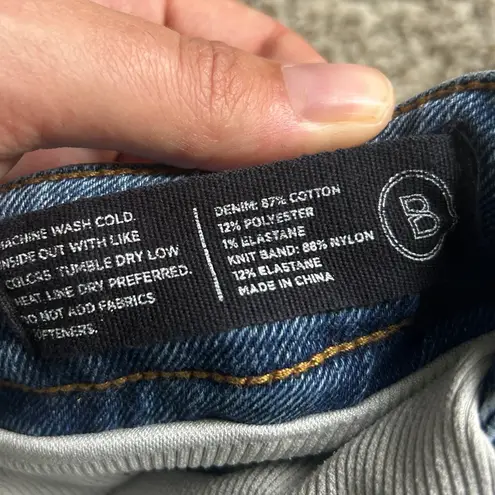 MACHINE WASH COLD.
INSIDE OUT WITH LIKE
COLORS. TUMBLE DRY LOW
HEAT. LINE DRY PREFERRED.
DO NOT ADD FABRICS
SOFTENERS.
DENIM: 87% COTTON
12% POLYESTER
1% ELASTANE
KNIT BAND: 88% NYLON
12% ELASTANE
MADE IN CHINA
B